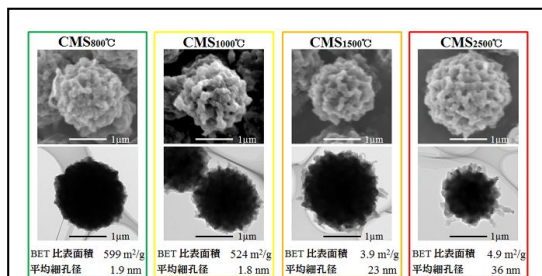 CMS800℃
CMS1000℃
CMS1500℃
CMS2500℃
1μm
1μm
1μm
1μm
1μm
1μm
1μm
1μm
BET 比表面積 599 m²/g
平均細孔径 1.9 nm
BET 比表面積 524 m²/g
平均細孔径 1.8 nm
BET 比表面積 3.9 m²/g
平均細孔径 23 nm
BET 比表面積 4.9 m²/g
平均細孔径 36 nm